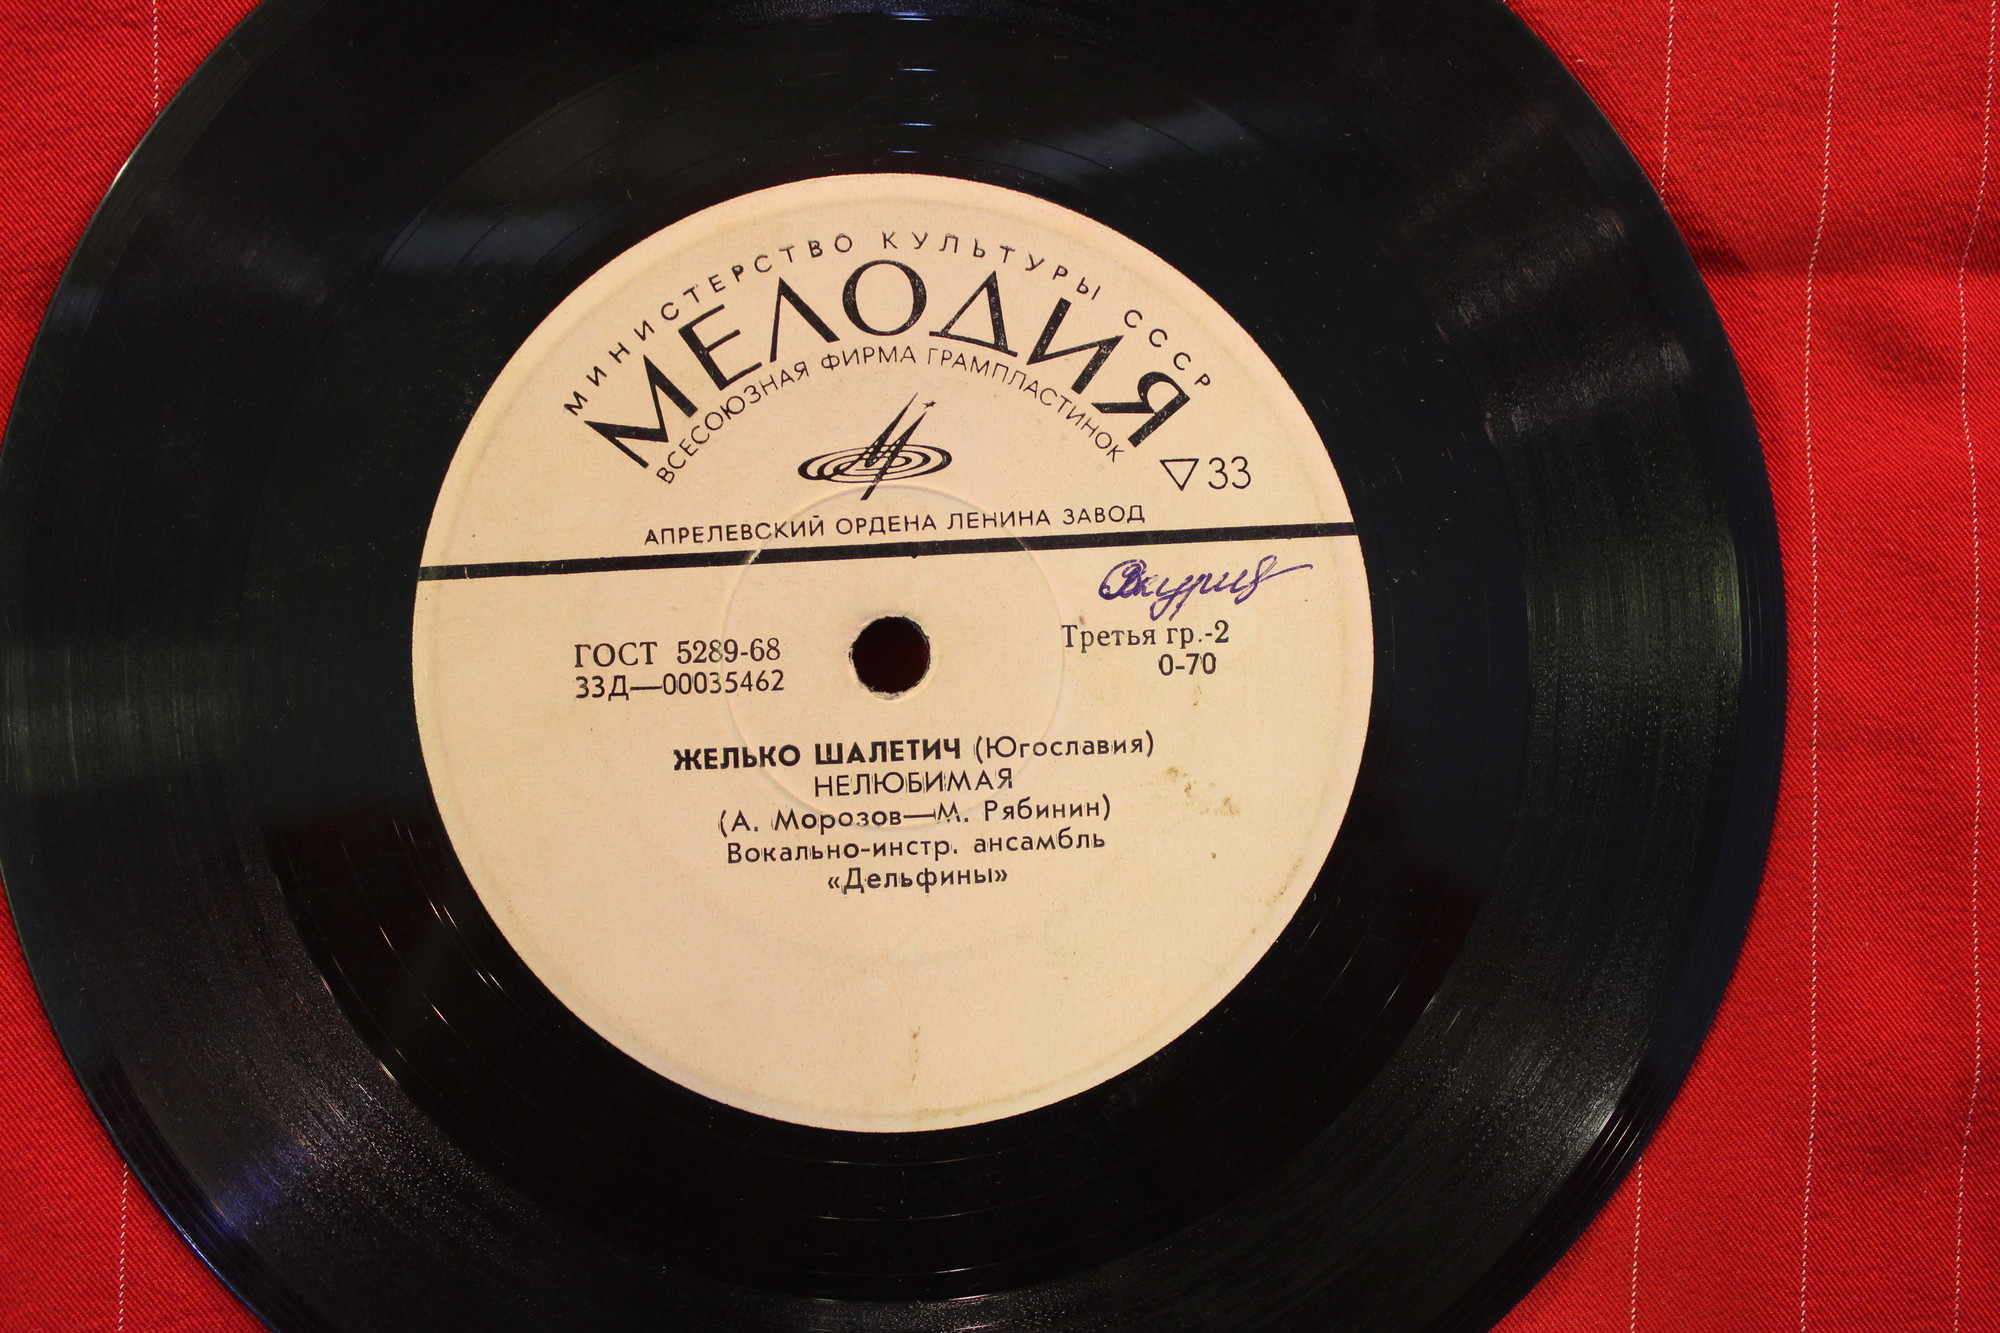 МИНИСТЕРСТВО КУЛЬТУРЫ СССР
МЕЛОДИЯ
ВСЕСОЮЗНАЯ ФИРМА ГРАМПЛАСТИНОК
▽33
АПРЕЛЕВСКИЙ ОРДЕНА ЛЕНИНА ЗАВОД
ГОСТ 5289-68
33Д—00035462
Третья гр.-2
0-70
ЖЕЛЬКО ШАЛЕТИЧ (Югославия)
НЕЛЮБИМАЯ
(А. Морозов—М. Рябинин)
Вокально-инстр. ансамбль
«Дельфины»